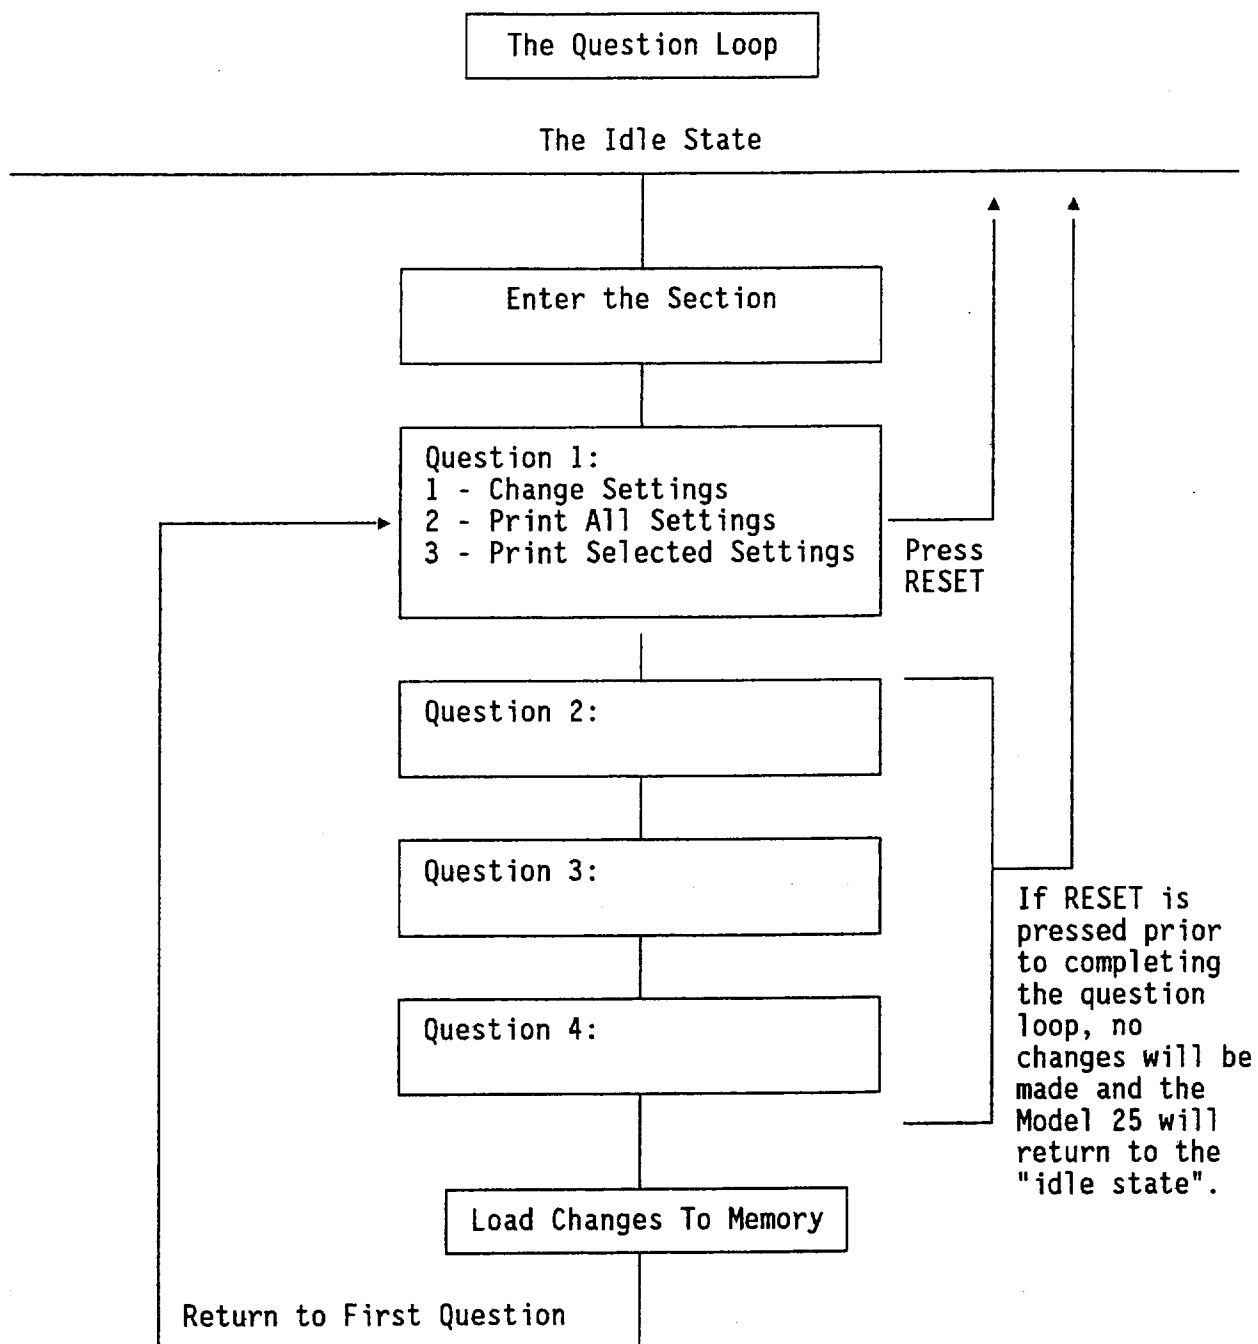 The Question Loop
The Idle State
Enter the Section
Question 1:
1 - Change Settings
2 - Print All Settings
3 - Print Selected Settings
Press
RESET
Question 2:
Question 3:
Question 4:
If RESET is
pressed prior
to completing
the question
loop, no
changes will be
made and the
Model 25 will
return to the
"idle state".
Load Changes To Memory
Return to First Question